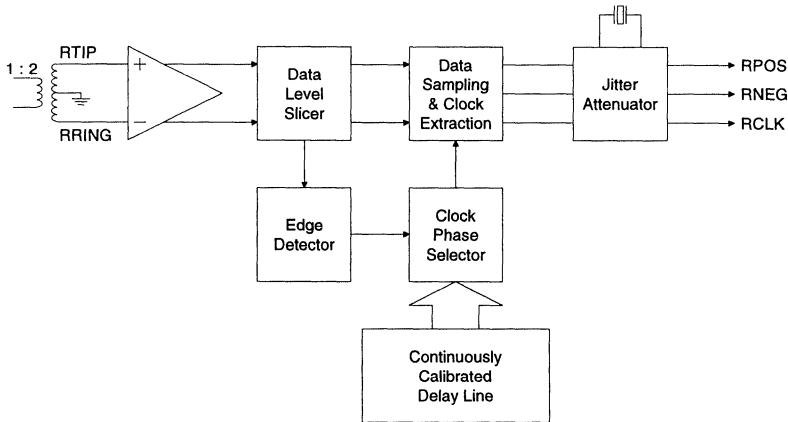 1 : 2
RTIP
RRING
+
−
Data
Level
Slicer
Data
Sampling
& Clock
Extraction
Jitter
Attenuator
RPOS
RNEG
RCLK
Edge
Detector
Clock
Phase
Selector
Continuously
Calibrated
Delay Line